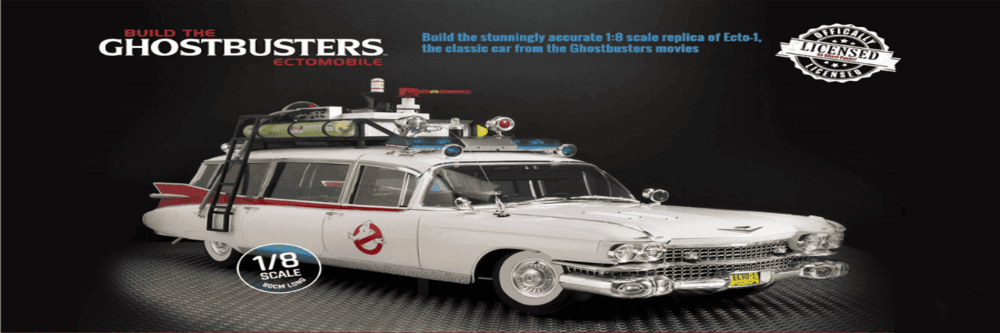 BUILD THE
GHOSTBUSTERS
ECTOMOBILE
Build the stunningly accurate 1:8 scale replica of Ecto-1,
the classic car from the Ghostbusters movies
OFFICIALLY
LICENSED
LICENSED
1/8
SCALE
80CM LONG
ECTO-1